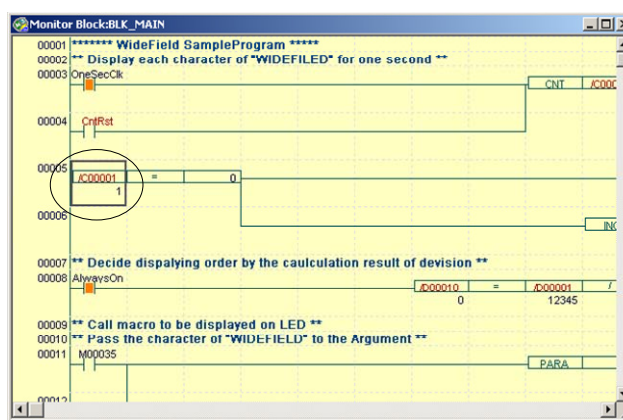 Monitor Block:BLK_MAIN
00001 ******* WideField SampleProgram *****
00002 ** Display each character of "WIDEFILED" for one second **
00003 OneSecClk
CNT /C000
00004 CntRst
00005 /C00001 = 0
1
00006
INC
00007 ** Decide dispalying order by the caulculation result of devision **
00008 AlwaysOn
/D00010 = /D00001 /
0 12345
00009 ** Call macro to be displayed on LED **
00010 ** Pass the character of "WIDEFIELD" to the Argument **
00011 M00035
PARA
00012